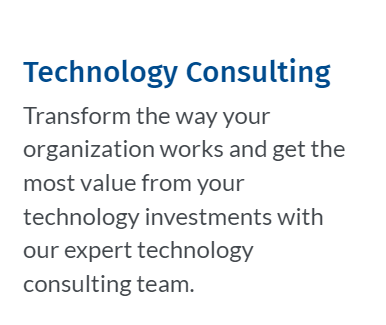 Technology Consulting
Transform the way your
organization works and get the
most value from your
technology investments with
our expert technology
consulting team.